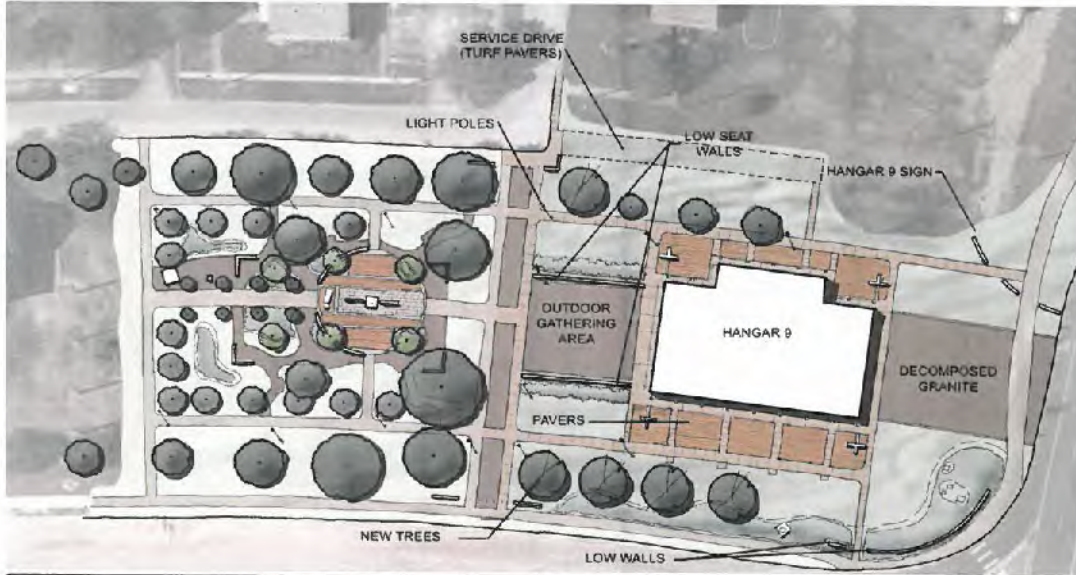 SERVICE DRIVE
(TURF PAVERS)
LIGHT POLES
LOW SEAT
WALLS
HANGAR 9 SIGN
OUTDOOR
GATHERING
AREA
HANGAR 9
DECOMPOSED
GRANITE
PAVERS
NEW TREES
LOW WALLS